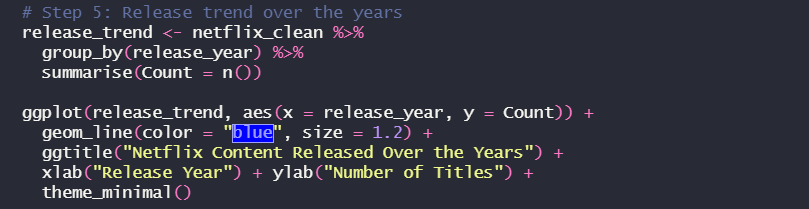 # Step 5: Release trend over the years
release_trend <- netflix_clean %>%
  group_by(release_year) %>%
  summarise(Count = n())

ggplot(release_trend, aes(x = release_year, y = Count)) +
  geom_line(color = "blue", size = 1.2) +
  ggtitle("Netflix Content Released Over the Years") +
  xlab("Release Year") + ylab("Number of Titles") +
  theme_minimal()